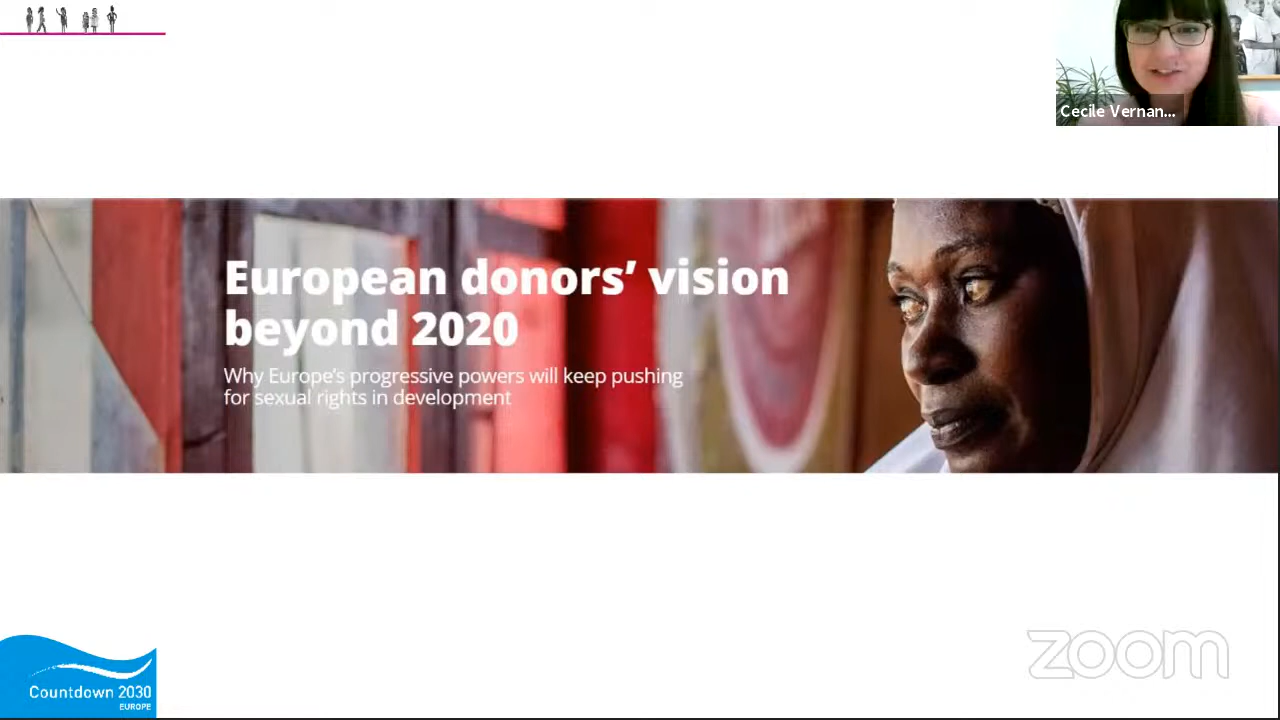 Cecile Vernan...
European donors’ vision
beyond 2020
Why Europe’s progressive powers will keep pushing
for sexual rights in development
Countdown 2030
EUROPE
zoom